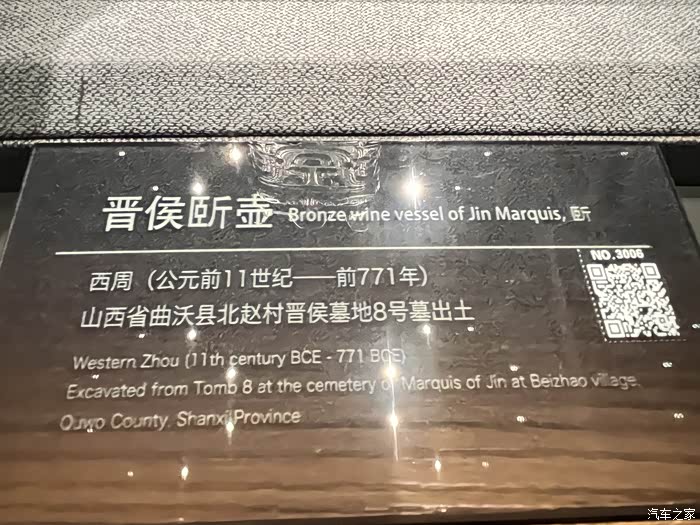 晋侯㪽壶 Bronze wine vessel of Jin Marquis, 㪽
NO.3006
西周（公元前11世纪——前771年）
山西省曲沃县北赵村晋侯墓地8号墓出土
Western Zhou (11th century BCE - 771 BCE)
Excavated from Tomb 8 at the cemetery of Marquis of Jin at Beizhao village,
Quwo County, Shanxi Province
汽车之家